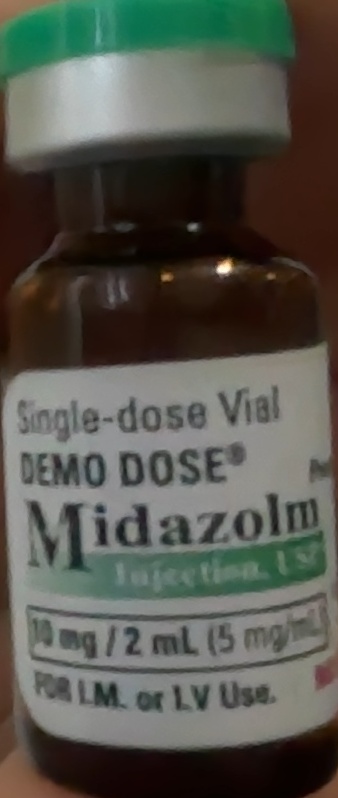 Single-dose Vial
DEMO DOSE®
Midazolm
Injection, USP
10 mg / 2 mL (5 mg/mL)
FOR I.M. or I.V Use.